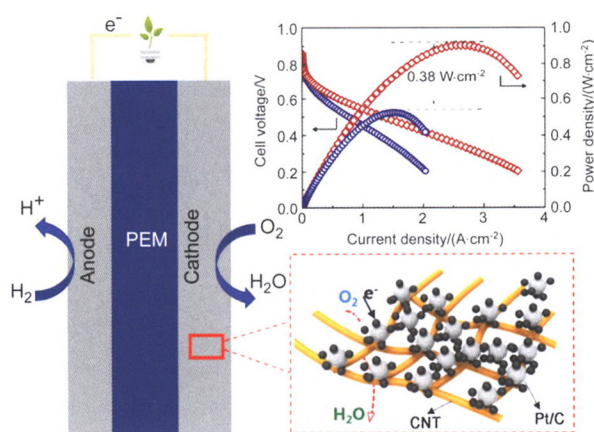 e⁻
H⁺
H₂
Anode
PEM
Cathode
O₂
H₂O
1.0
0.8
0.6
0.4
0.2
0.0
Cell voltage/V
0.38 W·cm⁻²
1.0
0.8
0.6
0.4
0.2
0.0
Power density/(W·cm⁻²)
0
1
2
3
4
Current density/(A·cm⁻²)
O₂
e⁻
H₂O
CNT
Pt/C